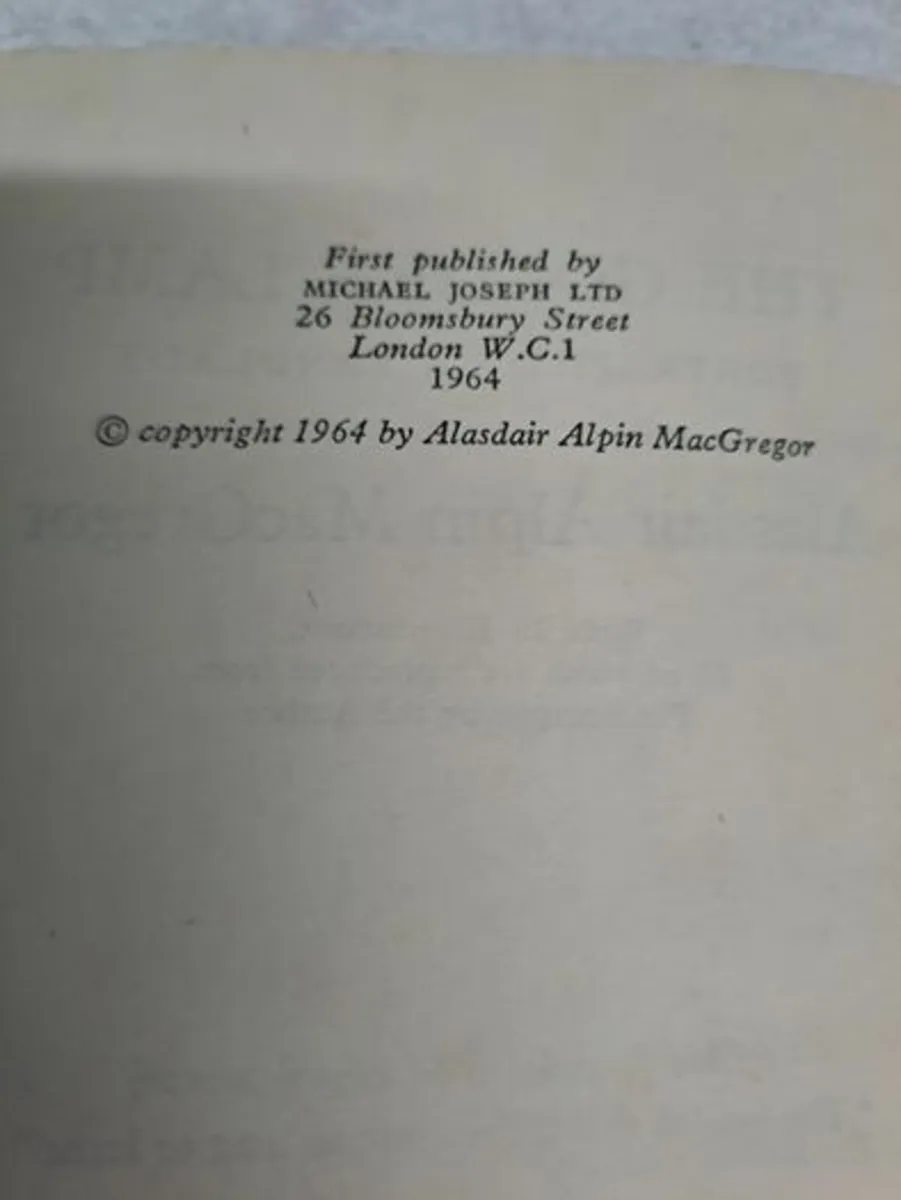 First published by
MICHAEL JOSEPH LTD
26 Bloomsbury Street
London W.C.1
1964
© copyright 1964 by Alasdair Alpin MacGregor